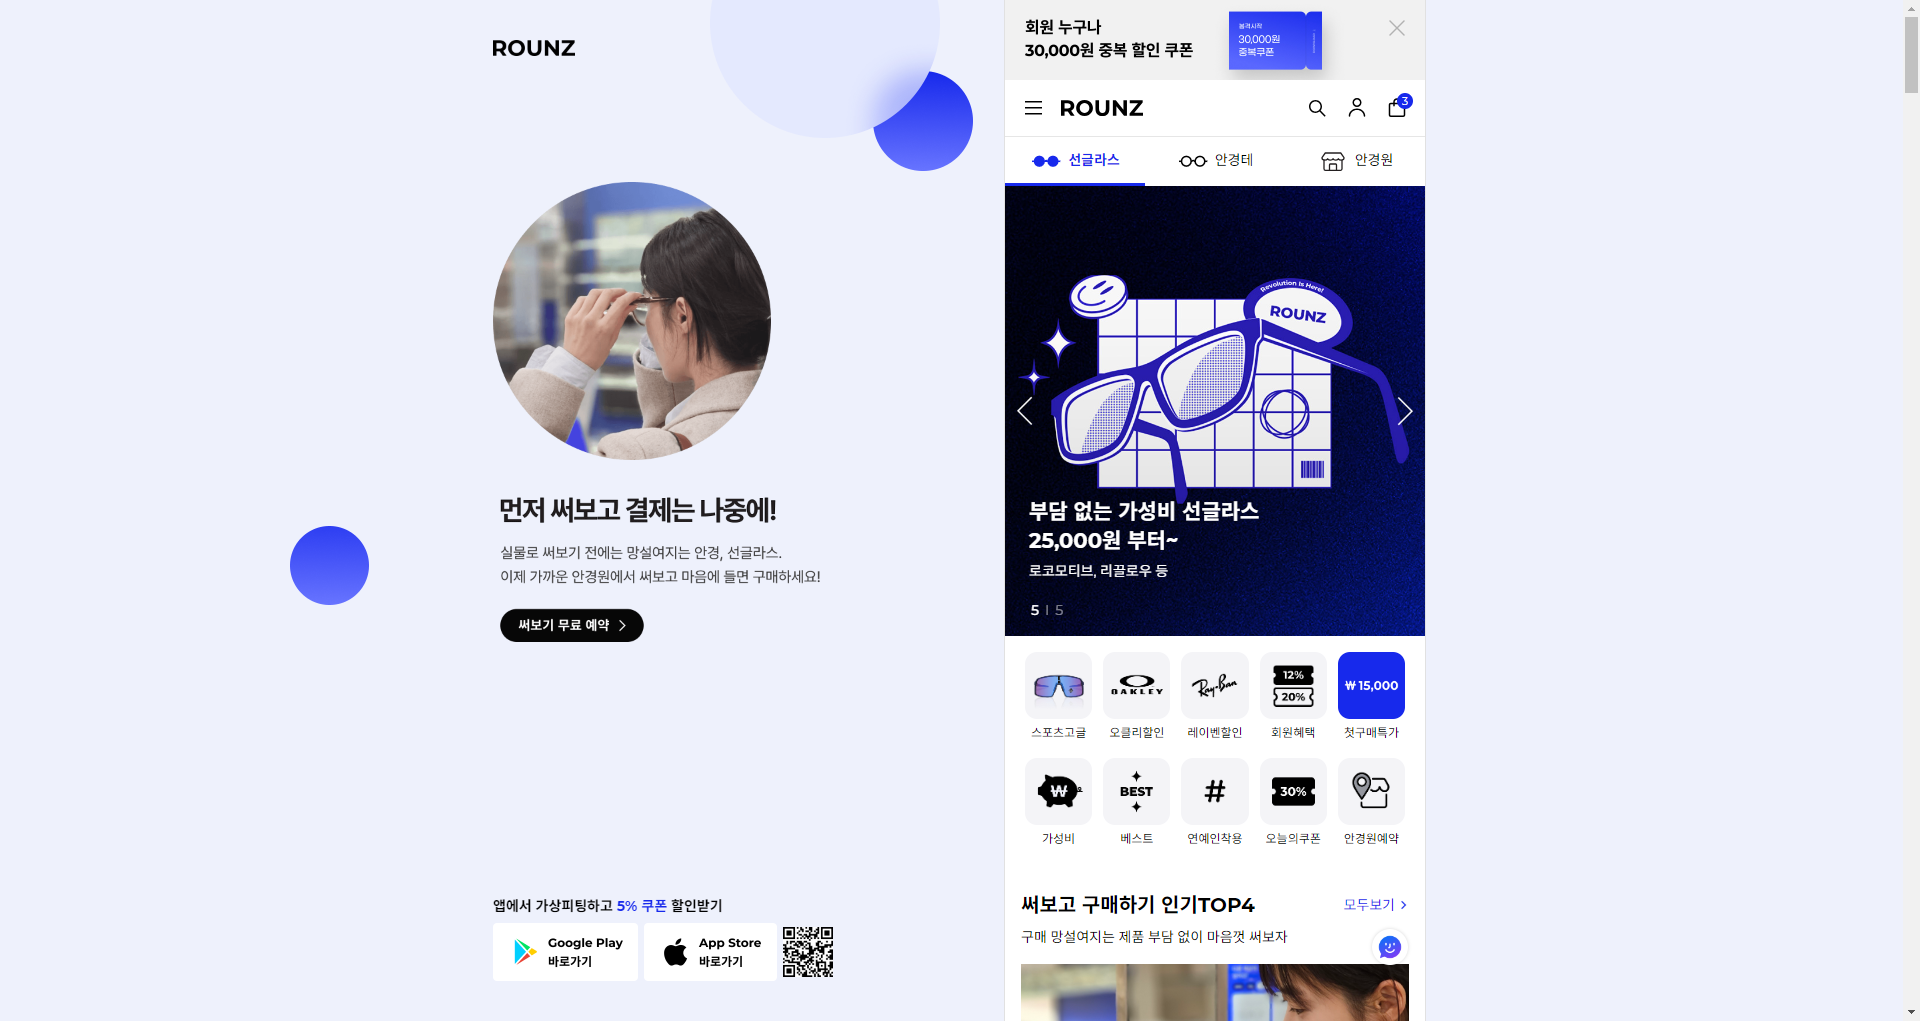 ROUNZ
먼저 써보고 결제는 나중에!
실물로 써보기 전에는 망설여지는 안경, 선글라스.
이제 가까운 안경원에서 써보고 마음에 들면 구매하세요!
써보기 무료 예약
앱에서 가상피팅하고 5% 쿠폰 할인받기
Google Play
바로가기
App Store
바로가기
회원 누구나
30,000원 중복 할인 쿠폰
봄격시작
30,000원
중복쿠폰
ROUNZ
3
선글라스
안경테
안경원
Revolution Is Here!
ROUNZ
부담 없는 가성비 선글라스
25,000원 부터~
로코모티브, 리끌로우 등
5 | 5
OAKLEY
Ray-Ban
12%
20%
₩ 15,000
스포츠고글
오클리할인
레이벤할인
회원혜택
첫구매특가
₩
BEST
#
30%
가성비
베스트
연예인착용
오늘의쿠폰
안경원예약
써보고 구매하기 인기TOP4
모두보기
구매 망설여지는 제품 부담 없이 마음껏 써보자